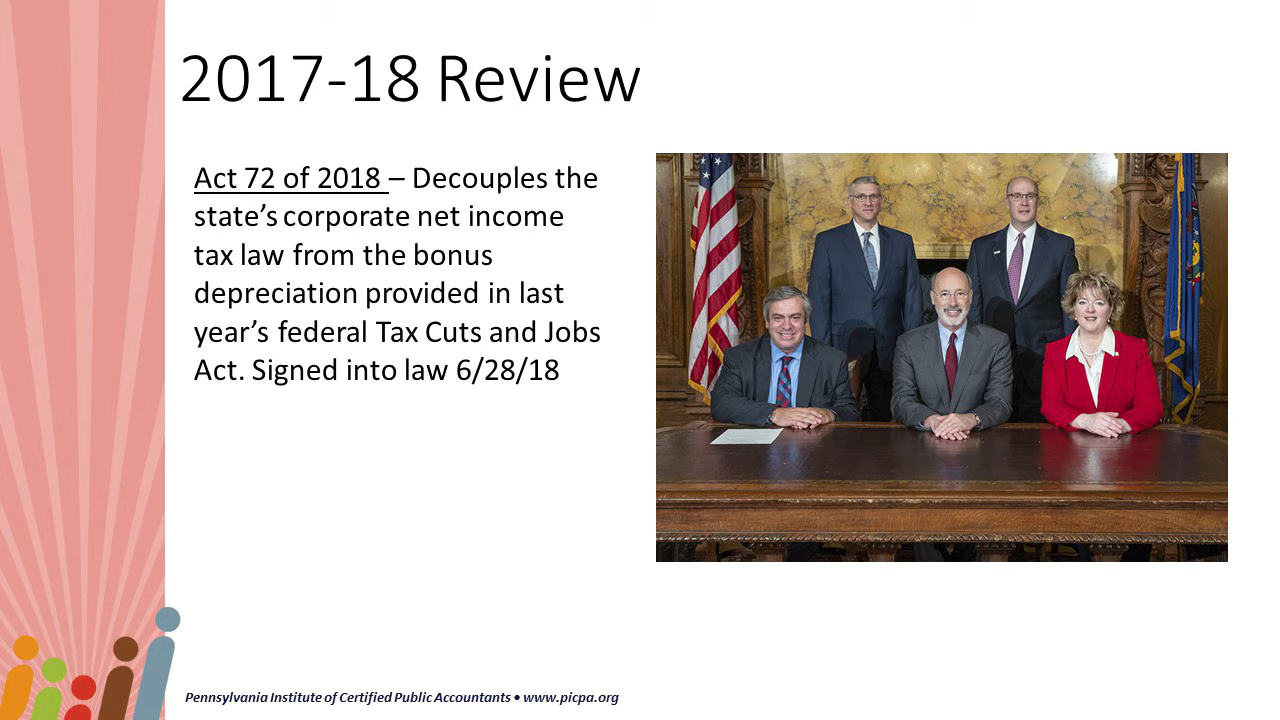 2017-18 Review
Act 72 of 2018 – Decouples the
state’s corporate net income
tax law from the bonus
depreciation provided in last
year’s federal Tax Cuts and Jobs
Act. Signed into law 6/28/18
Pennsylvania Institute of Certified Public Accountants • www.picpa.org